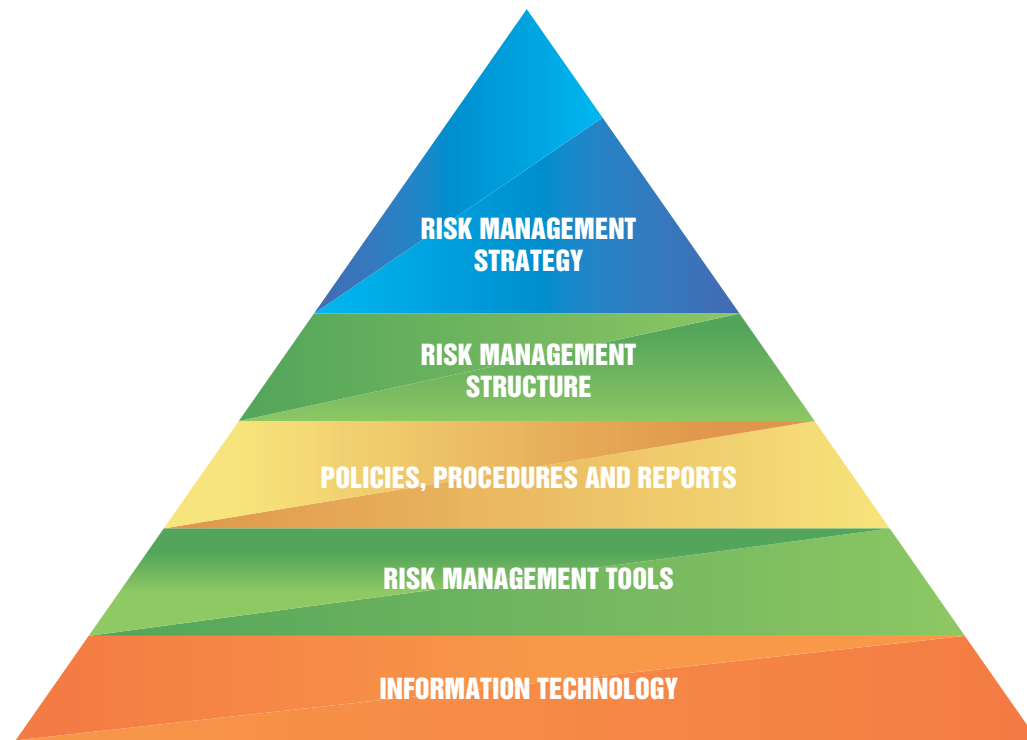 RISK MANAGEMENT
STRATEGY
RISK MANAGEMENT
STRUCTURE
POLICIES, PROCEDURES AND REPORTS
RISK MANAGEMENT TOOLS
INFORMATION TECHNOLOGY